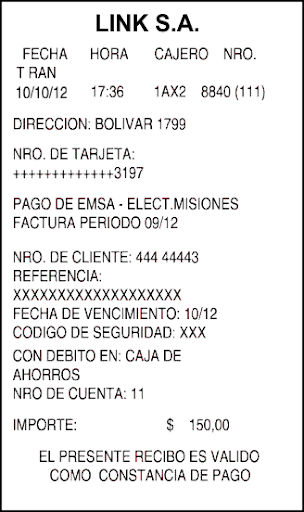 LINK S.A.
FECHA HORA CAJERO NRO.
T RAN
10/10/12 17:36 1AX2 8840 (111)
DIRECCION: BOLIVAR 1799
NRO. DE TARJETA:
+++++++++++++3197
PAGO DE EMSA - ELECT.MISIONES
FACTURA PERIODO 09/12
NRO. DE CLIENTE: 444 44443
REFERENCIA:
XXXXXXXXXXXXXXXXXXX
FECHA DE VENCIMIENTO: 10/12
CODIGO DE SEGURIDAD: XXX
CON DEBITO EN: CAJA DE
AHORROS
NRO DE CUENTA: 11
IMPORTE: $ 150,00
EL PRESENTE RECIBO ES VALIDO
COMO CONSTANCIA DE PAGO